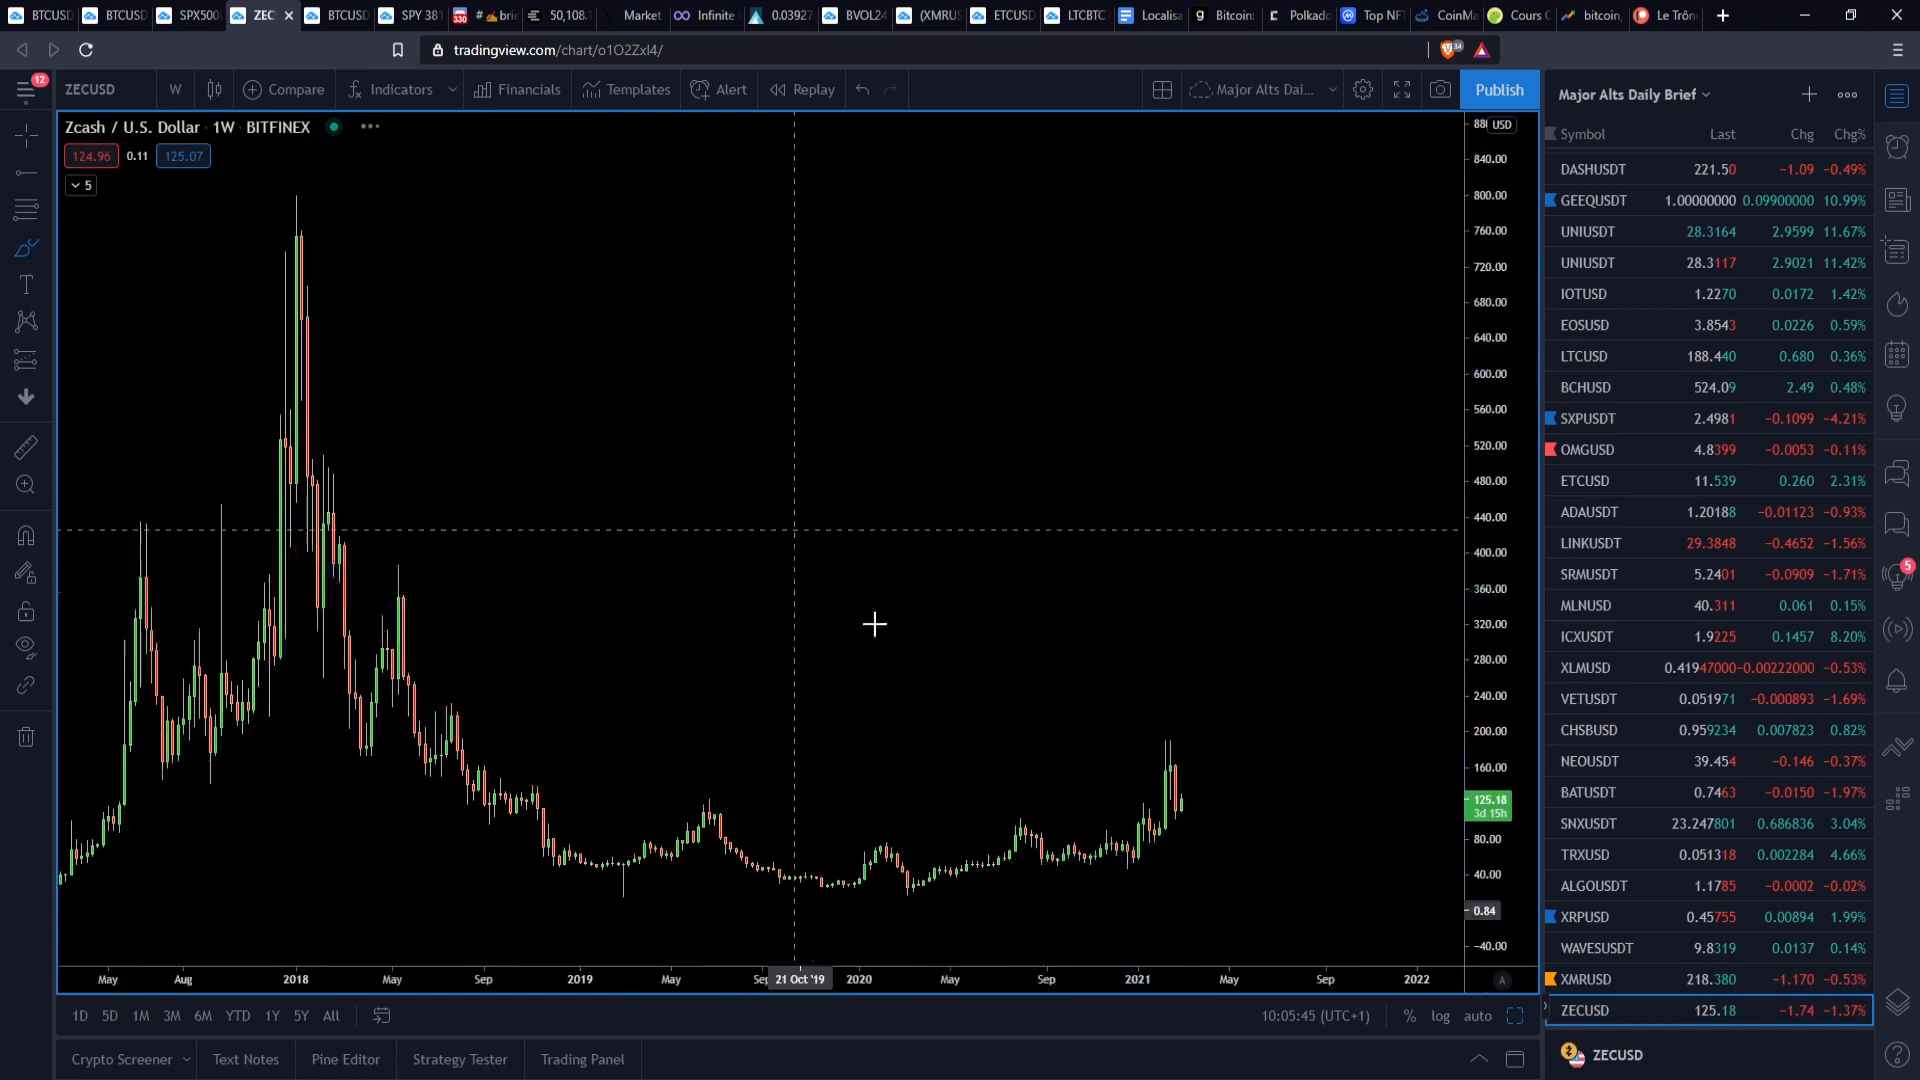 BTCUSD BTCUSD SPX500 ZEC BTCUSD SPY 381 #✍bri 50,108. Market Infinite 0.03927 BVOL24 (XMRUS ETCUSD LTCBTC Localisa Bitcoin: Polkado Top NF CoinMa Cours C bitcoin, Le Trôn
tradingview.com/chart/o1O2ZxI4/ 34
12 ZECUSD W Compare Indicators Financials Templates Alert Replay Major Alts Dai... Publish
Major Alts Daily Brief
Zcash / U.S. Dollar · 1W · BITFINEX
124.96 0.11 125.07
5
USD
840.00
800.00
760.00
720.00
680.00
640.00
600.00
560.00
520.00
480.00
440.00
400.00
360.00
320.00
280.00
240.00
200.00
160.00
125.18
3d 15h
80.00
40.00
0.84
−40.00
May Aug 2018 May Sep 2019 May Sep 21 Oct '19 2020 May Sep 2021 May Sep 2022 A
1D 5D 1M 3M 6M YTD 1Y 5Y All 10:05:45 (UTC+1) % log auto
Crypto Screener Text Notes Pine Editor Strategy Tester Trading Panel
Symbol Last Chg Chg%
DASHUSDT 221.50 −1.09 −0.49%
GEEQUSDT 1.00000000 0.09900000 10.99%
UNIUSDT 28.3164 2.9599 11.67%
UNIUSDT 28.3117 2.9021 11.42%
IOTUSD 1.2270 0.0172 1.42%
EOSUSD 3.8543 0.0226 0.59%
LTCUSD 188.440 0.680 0.36%
BCHUSD 524.09 2.49 0.48%
SXPUSDT 2.4981 −0.1099 −4.21%
OMGUSD 4.8399 −0.0053 −0.11%
ETCUSD 11.539 0.260 2.31%
ADAUSDT 1.20188 −0.01123 −0.93%
LINKUSDT 29.3848 −0.4652 −1.56%
SRMUSDT 5.2401 −0.0909 −1.71%
MLNUSD 40.311 0.061 0.15%
ICXUSDT 1.9225 0.1457 8.20%
XLMUSD 0.41947000 −0.00222000 −0.53%
VETUSDT 0.051971 −0.000893 −1.69%
CHSBUSD 0.959234 0.007823 0.82%
NEOUSDT 39.454 −0.146 −0.37%
BATUSDT 0.7463 −0.0150 −1.97%
SNXUSDT 23.247801 0.686836 3.04%
TRXUSD 0.051318 0.002284 4.66%
ALGOUSDT 1.1785 −0.0002 −0.02%
XRPUSD 0.45755 0.00894 1.99%
WAVESUSDT 9.8319 0.0137 0.14%
XMRUSD 218.380 −1.170 −0.53%
ZECUSD 125.18 −1.74 −1.37%
ZECUSD
5